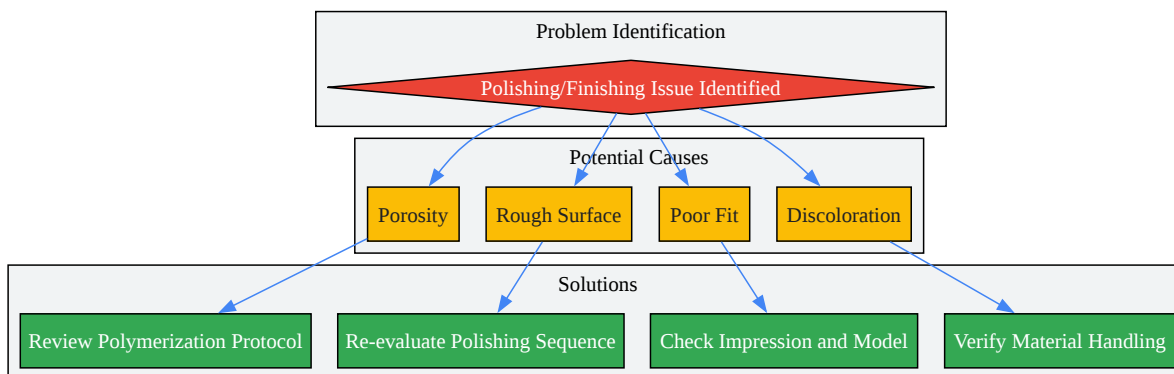 Problem Identification
Polishing/Finishing Issue Identified
Potential Causes
Porosity
Rough Surface
Poor Fit
Discoloration
Solutions
Review Polymerization Protocol
Re-evaluate Polishing Sequence
Check Impression and Model
Verify Material Handling